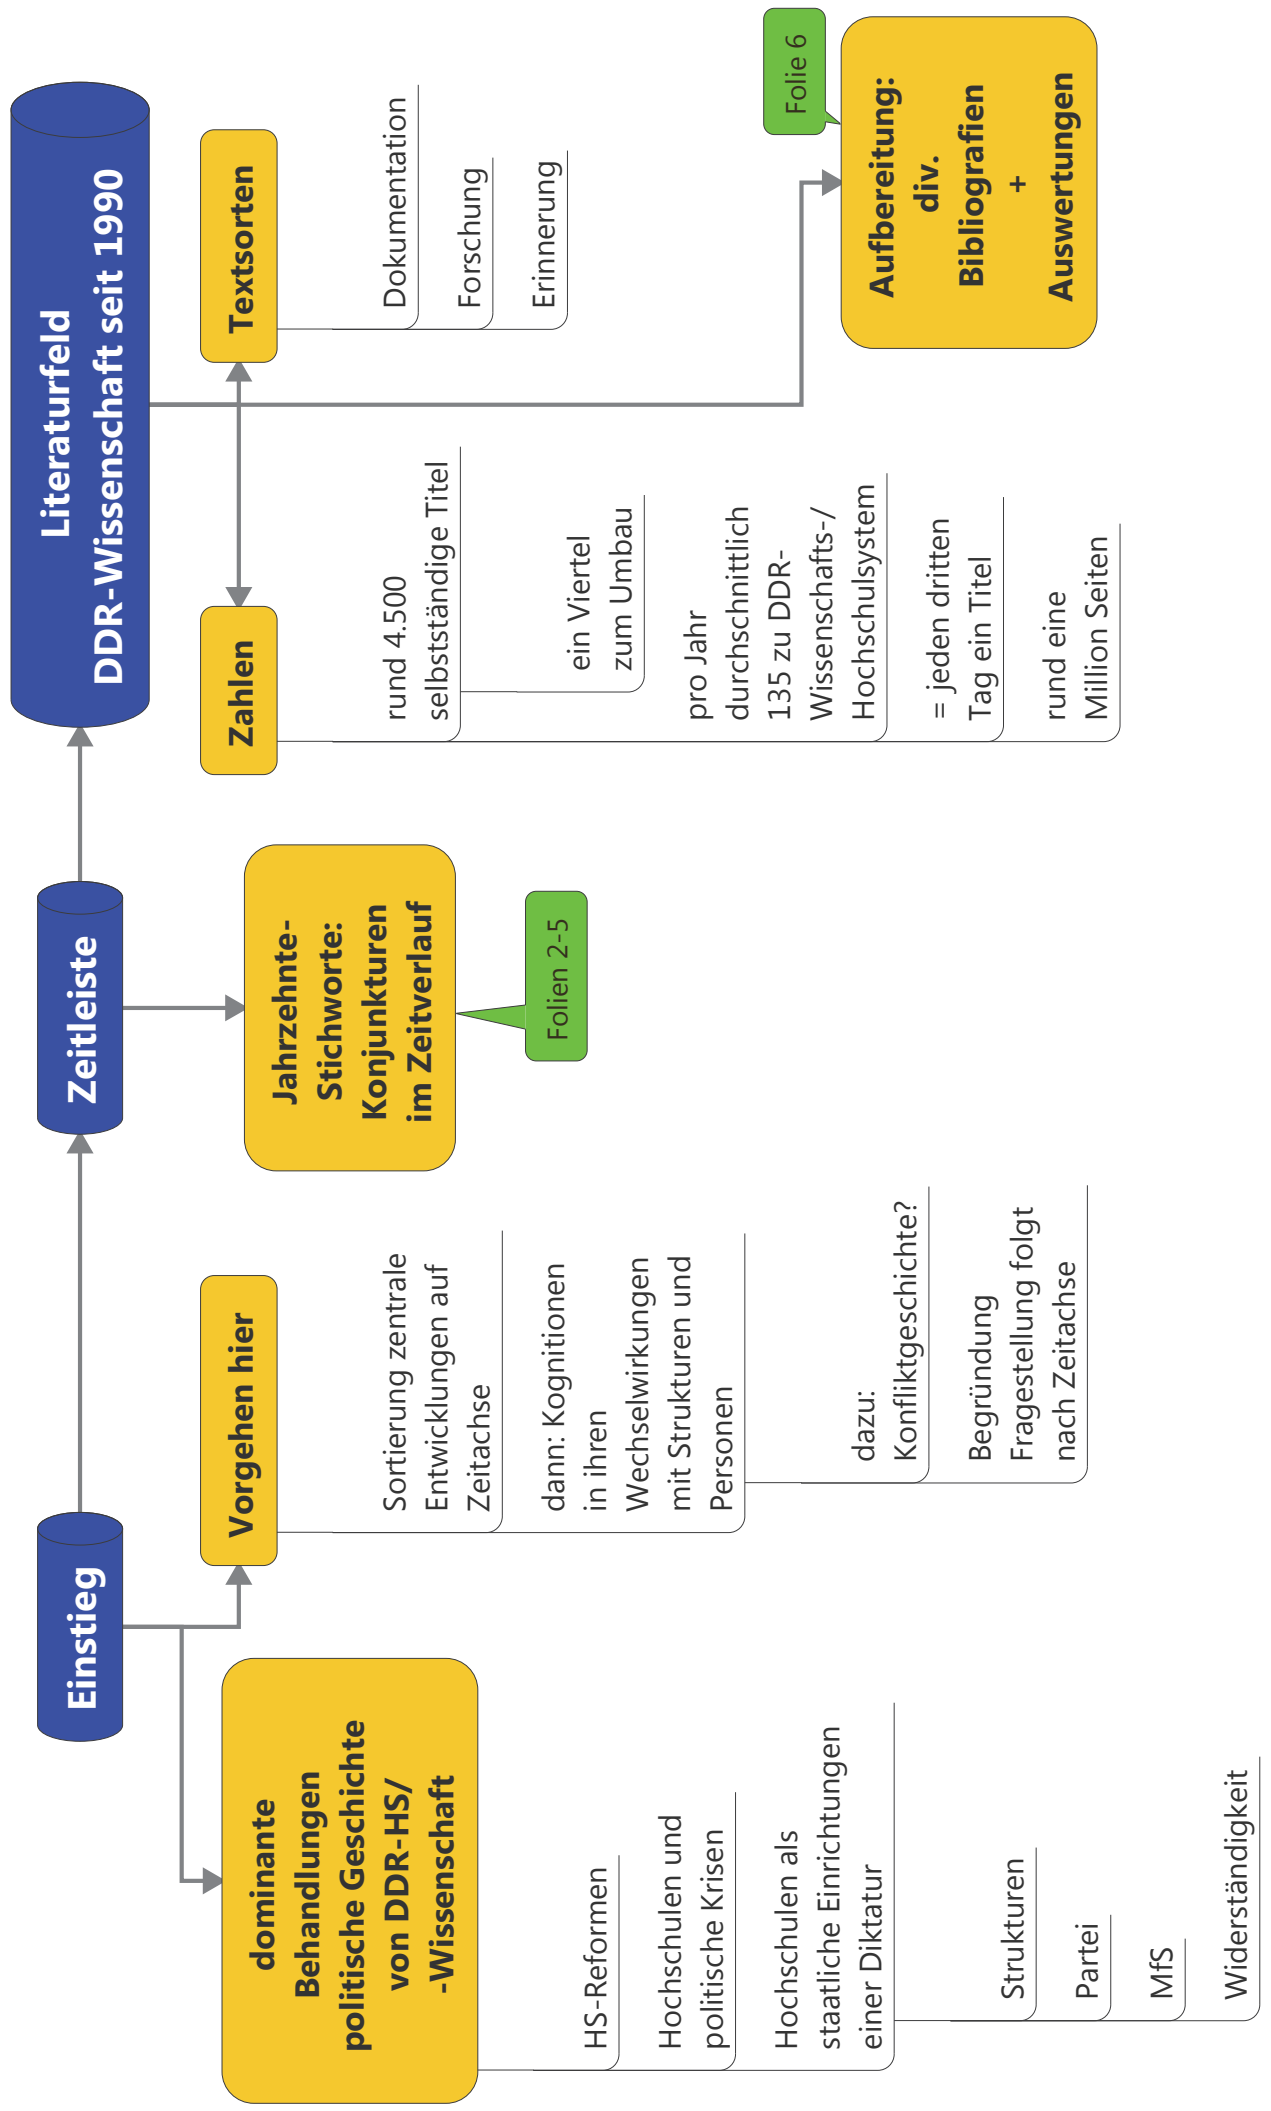 Einstieg
dominante
Behandlungen
politische Geschichte
von DDR-HS/
-Wissenschaft
HS-Reformen
Hochschulen und
politische Krisen
Hochschulen als
staatliche Einrichtungen
einer Diktatur
Strukturen
Partei
MfS
Widerständigkeit
Vorgehen hier
Sortierung zentrale
Entwicklungen auf
Zeitachse
dann: Kognitionen
in ihren
Wechselwirkungen
mit Strukturen und
Personen
dazu:
Konfliktgeschichte?
Begründung
Fragestellung folgt
nach Zeitachse
Zeitleiste
Jahrzehnte-
Stichworte:
Konjunkturen
im Zeitverlauf
Folien 2-5
Literaturfeld
DDR-Wissenschaft seit 1990
Zahlen
rund 4.500
selbstständige Titel
ein Viertel
zum Umbau
pro Jahr
durchschnittlich
135 zu DDR-
Wissenschafts-/
Hochschulsystem
= jeden dritten
Tag ein Titel
rund eine
Million Seiten
Textsorten
Dokumentation
Forschung
Erinnerung
Folie 6
Aufbereitung:
div.
Bibliografien
+
Auswertungen